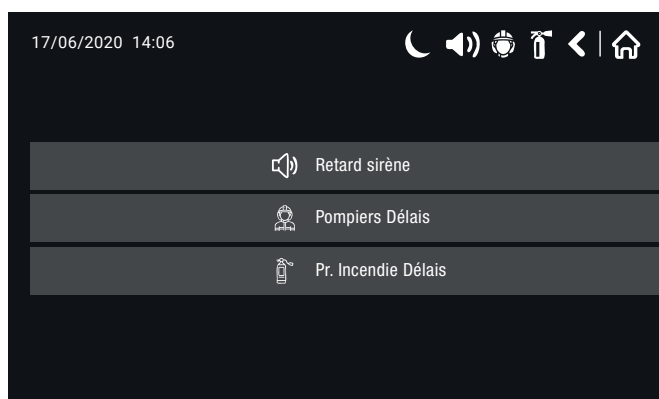 17/06/2020 14:06
Retard sirène
Pompiers Délais
Pr. Incendie Délais